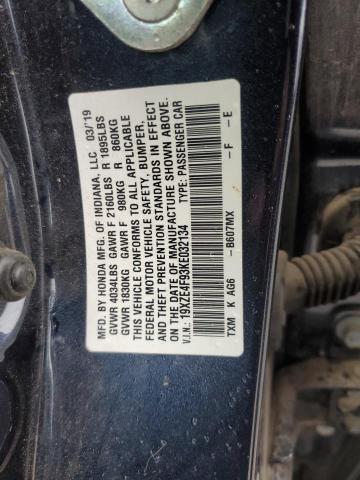 MFD. BY HONDA MFG. OF INDIANA, LLC 03/'19
GVWR 4034LBS GAWR F 2160LBS R 1895LBS
GVWR 1830KG GAWR F 980KG R 860KG
THIS VEHICLE CONFORMS TO ALL APPLICABLE
FEDERAL MOTOR VEHICLE SAFETY, BUMPER,
AND THEFT PREVENTION STANDARDS IN EFFECT
ON THE DATE OF MANUFACTURE SHOWN ABOVE.
V.I.N.: 19XZE4F93KE032134 TYPE: PASSENGER CAR
TXM K AG6 -B607MX -F -E